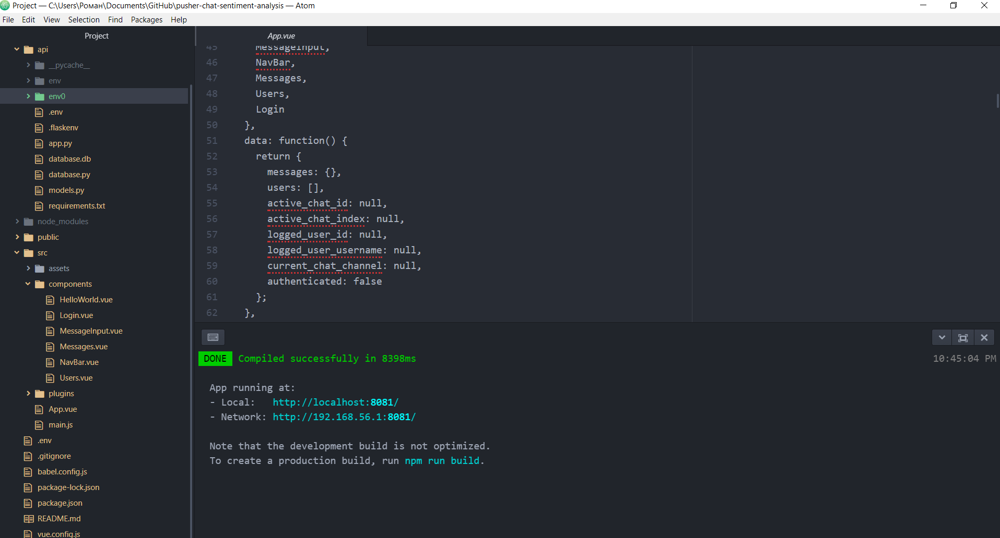 Project — C:\Users\Роман\Documents\GitHub\pusher-chat-sentiment-analysis — Atom
File Edit View Selection Find Packages Help
Project
api
__pycache__
env
env0
.env
.flaskenv
app.py
database.db
database.py
models.py
requirements.txt
node_modules
public
src
assets
components
HelloWorld.vue
Login.vue
MessageInput.vue
Messages.vue
NavBar.vue
Users.vue
plugins
App.vue
main.js
.env
.gitignore
babel.config.js
package-lock.json
package.json
README.md
vue.config.js
App.vue
45 MessageInput,
46 NavBar,
47 Messages,
48 Users,
49 Login
50 },
51 data: function() {
52 return {
53 messages: {},
54 users: [],
55 active_chat_id: null,
56 active_chat_index: null,
57 logged_user_id: null,
58 logged_user_username: null,
59 current_chat_channel: null,
60 authenticated: false
61 };
62 },
DONE Compiled successfully in 8398ms 10:45:04 PM
App running at:
- Local: http://localhost:8081/
- Network: http://192.168.56.1:8081/
Note that the development build is not optimized.
To create a production build, run npm run build.